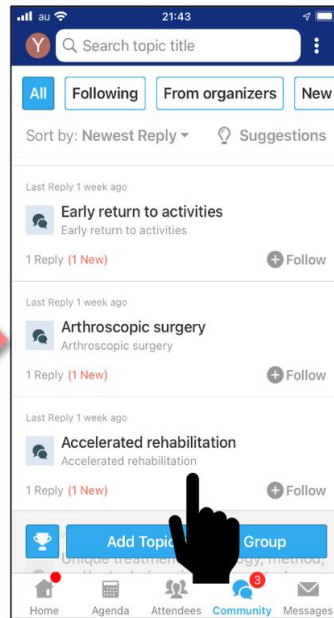 au 21:43
Y Search topic title
All Following From organizers New
Sort by: Newest Reply Suggestions
Last Reply 1 week ago
Early return to activities
Early return to activities
1 Reply (1 New) Follow
Last Reply 1 week ago
Arthroscopic surgery
Arthroscopic surgery
1 Reply (1 New) Follow
Last Reply 1 week ago
Accelerated rehabilitation
Accelerated rehabilitation
1 Reply (1 New) Follow
Add Topic Group
Unique treatment method,
3
Home Agenda Attendees Community Messages